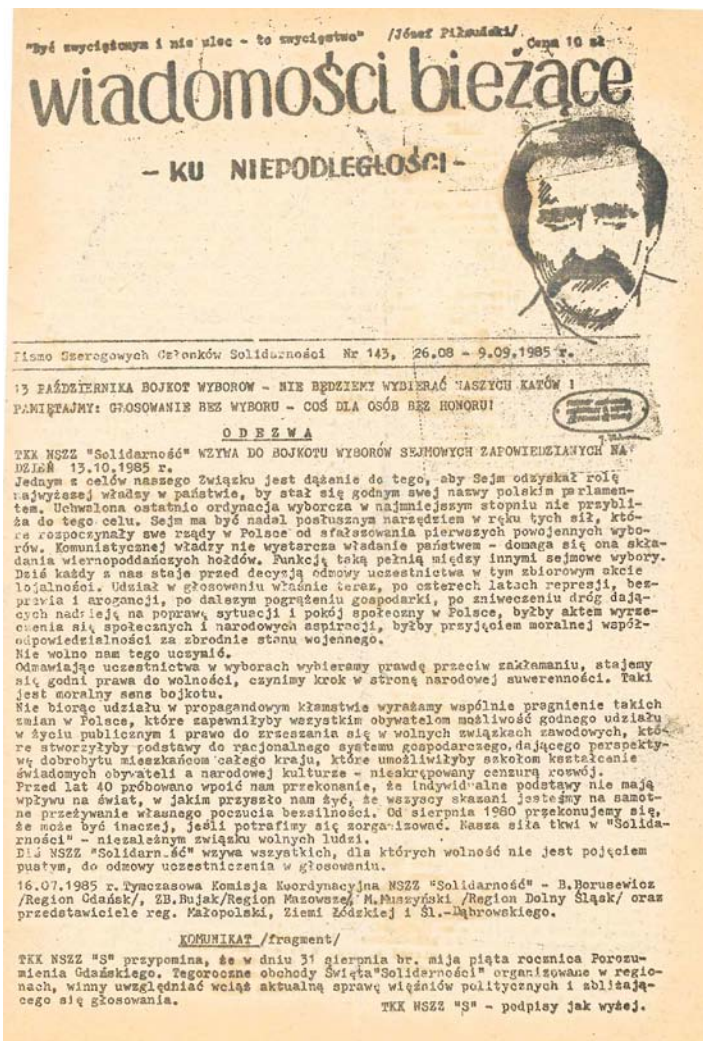 "Być zwyciężonym i nie ulec - to zwycięstwo" /Józef Piłsudski/
Cena 10 zł
wiadomości bieżące
- KU NIEPODLEGŁOŚCI -
Pismo Szeregowych Członków Solidarności Nr 143, 26.08 - 9.09.1985 r.
13 PAŹDZIERNIKA BOJKOT WYBOROW - NIE BĘDZIEMY WYBIERAĆ NASZYCH KATÓW !
PAMIĘTAJMY: GŁOSOWANIE BEZ WYBORU - COŚ DLA OSÓB BEZ HONORU!
O D E Z W A
TKK NSZZ "Solidarność" WZYWA DO BOJKOTU WYBORÓW SEJMOWYCH ZAPOWIEDZIANYCH NA
DZIEŃ 13.10.1985 r.
Jednym z celów naszego Związku jest dążenie do tego, aby Sejm odzyskał rolę
najwyższej władzy w państwie, by stał się godnym swej nazwy polskim parlamen-
tem. Uchwalona ostatnio ordynacja wyborcza w najmniejszym stopniu nie przybli-
ża do tego celu. Sejm ma być nadal posłusznym narzędziem w ręku tych sił, któ-
re rozpoczynały swe rządy w Polsce od sfałszowania pierwszych powojennych wybo-
rów. Komunistycznej władzy nie wystarcza władanie państwem - domaga się ona skła-
dania wiernopoddańczych hołdów. Funkcję taką pełnią między innymi sejmowe wybory.
Dziś każdy z nas staje przed decyzją odmowy uczestnictwa w tym zbiorowym akcie
lojalności. Udział w głosowaniu właśnie teraz, po czterech latach represji, bez-
prawia i arogancji, po dalszym pogrążeniu gospodarki, po zniweczeniu dróg dają-
cych nadzieję na poprawę sytuacji i pokój społeczny w Polsce, byłby aktem wyrze-
czenia się społecznych i narodowych aspiracji, byłby przyjęciem moralnej współ-
odpowiedzialności za zbrodnie stanu wojennego.
Nie wolno nam tego uczynić.
Odmawiając uczestnictwa w wyborach wybieramy prawdę przeciw zakłamaniu, stajemy
się godni prawa do wolności, czynimy krok w stronę narodowej suwerenności. Taki
jest moralny sens bojkotu.
Nie biorąc udziału w propagandowym kłamstwie wyrażamy wspólnie pragnienie takich
zmian w Polsce, które zapewniłyby wszystkim obywatelom możliwość godnego udziału
w życiu publicznym i prawo do zrzeszania się w wolnych związkach zawodowych, któ-
re stworzyłyby podstawy do racjonalnego systemu gospodarczego,dającego perspekty-
wę dobrobytu mieszkańcom całego kraju, które umożliwiłyby szkołom kształcenie
świadomych obywateli a narodowej kulturze - nieskrępowany cenzurą rozwój.
Przed lat 40 próbowano wpoić nam przekonanie, że indywidualne podstawy nie mają
wpływu na świat, w jakim przyszło nam żyć, że wszyscy skazani jesteśmy na samot-
ne przeżywanie własnego poczucia bezsilności. Od sierpnia 1980 przekonujemy się,
że może być inaczej, jeśli potrafimy się zorganizować. Nasza siła tkwi w "Solida-
rności" - niezależnym związku wolnych ludzi.
Dziś NSZZ "Solidarność" wzywa wszystkich, dla których wolność nie jest pojęciem
pustym, do odmowy uczestniczenia w głosowaniu.
16.07.1985 r. Tymczasowa Komisja Koordynacyjna NSZZ "Solidarność" - B.Borusewicz
/Region Gdańsk/, ZB.Bujak/Region Mazowsze/, M.Muszyński /Region Dolny Śląsk/ oraz
przedstawiciele reg. Małopolski, Ziemi Łódzkiej i Śl.-Dąbrowskiego.
KOMUNIKAT /fragment/
TKK NSZZ "S" przypomina, że w dniu 31 sierpnia br. mija piąta rocznica Porozu-
mienia Gdańskiego. Tegoroczne obchody Święta"Solidarności" organizowane w regio-
nach, winny uwzględniać wciąż aktualną sprawę więźniów politycznych i zbliżają-
cego się głosowania.
TKK NSZZ "S" - podpisy jak wyżej.